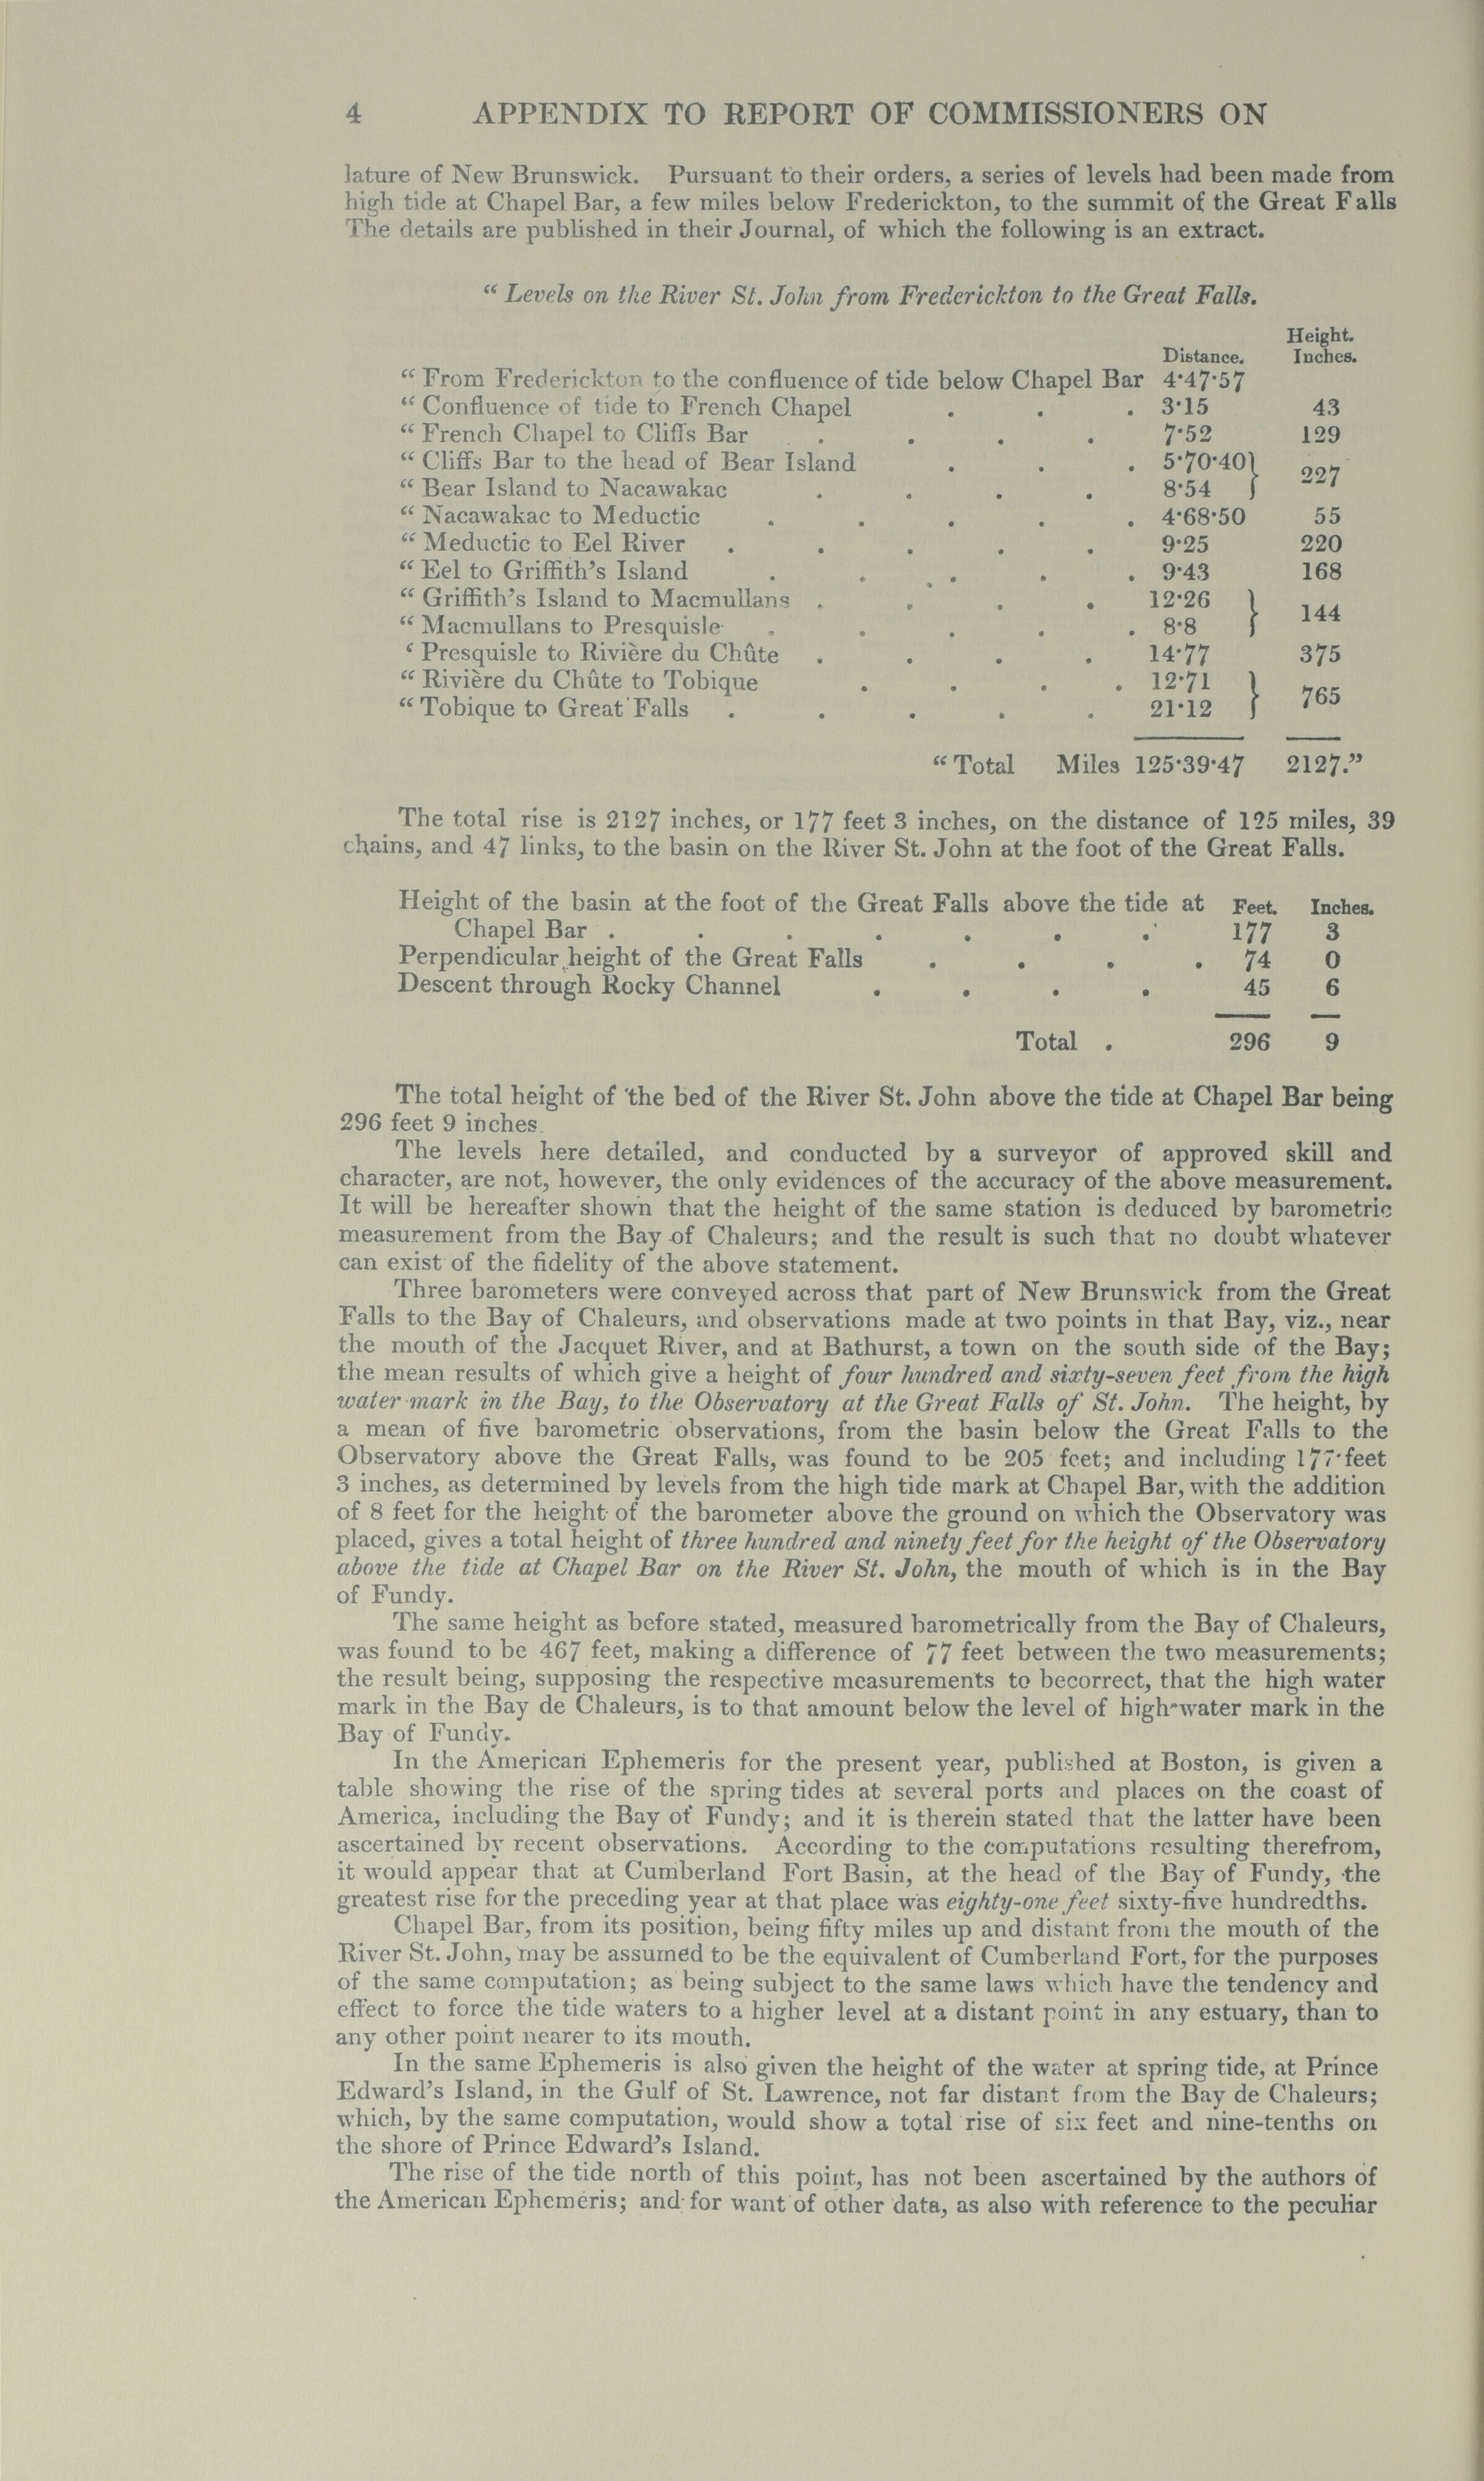 4 APPENDIX TO REPORT OF COMMISSIONERS ON
lature of New Brunswick. Pursuant to their orders, a series of levels had been made from
high tide at Chapel Bar, a few miles below Frederickton, to the summit of the Great Falls
The details are published in their Journal, of which the following is an extract.
“ Levels on the River St. John from Frederickton to the Great Falls.
Height.
Distance. Inches.
“ From Frederickton to the confluence of tide below Chapel Bar 4·47·57
“ Confluence of tide to French Chapel . . . 3·15 43
“ French Chapel to Cliffs Bar . . . . 7·52 129
“ Cliffs Bar to the head of Bear Island . . . 5·70·40 } 227
“ Bear Island to Nacawakac . . . . 8·54
“ Nacawakac to Meductic . . . . . 4·68·50 55
“ Meductic to Eel River . . . . . 9·25 220
“ Eel to Griffith’s Island . . . . . 9·43 168
“ Griffith’s Island to Macmullans . . . . 12·26 } 144
“ Macmullans to Presquisle . . . . . 8·8
‘ Presquisle to Rivière du Chûte . . . . 14·77 375
“ Rivière du Chûte to Tobique . . . . 12·71 } 765
“ Tobique to Great Falls . . . . . 21·12
“ Total Miles 125·39·47 2127.”
The total rise is 2127 inches, or 177 feet 3 inches, on the distance of 125 miles, 39
chains, and 47 links, to the basin on the River St. John at the foot of the Great Falls.
Height of the basin at the foot of the Great Falls above the tide at Feet. Inches.
Chapel Bar . . . . . . . 177 3
Perpendicular height of the Great Falls . . . . 74 0
Descent through Rocky Channel . . . . 45 6
Total . 296 9
The total height of the bed of the River St. John above the tide at Chapel Bar being
296 feet 9 inches.
The levels here detailed, and conducted by a surveyor of approved skill and
character, are not, however, the only evidences of the accuracy of the above measurement.
It will be hereafter shown that the height of the same station is deduced by barometric
measurement from the Bay of Chaleurs; and the result is such that no doubt whatever
can exist of the fidelity of the above statement.
Three barometers were conveyed across that part of New Brunswick from the Great
Falls to the Bay of Chaleurs, and observations made at two points in that Bay, viz., near
the mouth of the Jacquet River, and at Bathurst, a town on the south side of the Bay;
the mean results of which give a height of four hundred and sixty-seven feet from the high
water mark in the Bay, to the Observatory at the Great Falls of St. John. The height, by
a mean of five barometric observations, from the basin below the Great Falls to the
Observatory above the Great Falls, was found to be 205 feet; and including 177 feet
3 inches, as determined by levels from the high tide mark at Chapel Bar, with the addition
of 8 feet for the height of the barometer above the ground on which the Observatory was
placed, gives a total height of three hundred and ninety feet for the height of the Observatory
above the tide at Chapel Bar on the River St. John, the mouth of which is in the Bay
of Fundy.
The same height as before stated, measured barometrically from the Bay of Chaleurs,
was found to be 467 feet, making a difference of 77 feet between the two measurements;
the result being, supposing the respective measurements to becorrect, that the high water
mark in the Bay de Chaleurs, is to that amount below the level of high-water mark in the
Bay of Fundy.
In the American Ephemeris for the present year, published at Boston, is given a
table showing the rise of the spring tides at several ports and places on the coast of
America, including the Bay of Fundy; and it is therein stated that the latter have been
ascertained by recent observations. According to the computations resulting therefrom,
it would appear that at Cumberland Fort Basin, at the head of the Bay of Fundy, the
greatest rise for the preceding year at that place was eighty-one feet sixty-five hundredths.
Chapel Bar, from its position, being fifty miles up and distant from the mouth of the
River St. John, may be assumed to be the equivalent of Cumberland Fort, for the purposes
of the same computation; as being subject to the same laws which have the tendency and
effect to force the tide waters to a higher level at a distant point in any estuary, than to
any other point nearer to its mouth.
In the same Ephemeris is also given the height of the water at spring tide, at Prince
Edward’s Island, in the Gulf of St. Lawrence, not far distant from the Bay de Chaleurs;
which, by the same computation, would show a total rise of six feet and nine-tenths on
the shore of Prince Edward’s Island.
The rise of the tide north of this point, has not been ascertained by the authors of
the American Ephemeris; and for want of other data, as also with reference to the peculiar